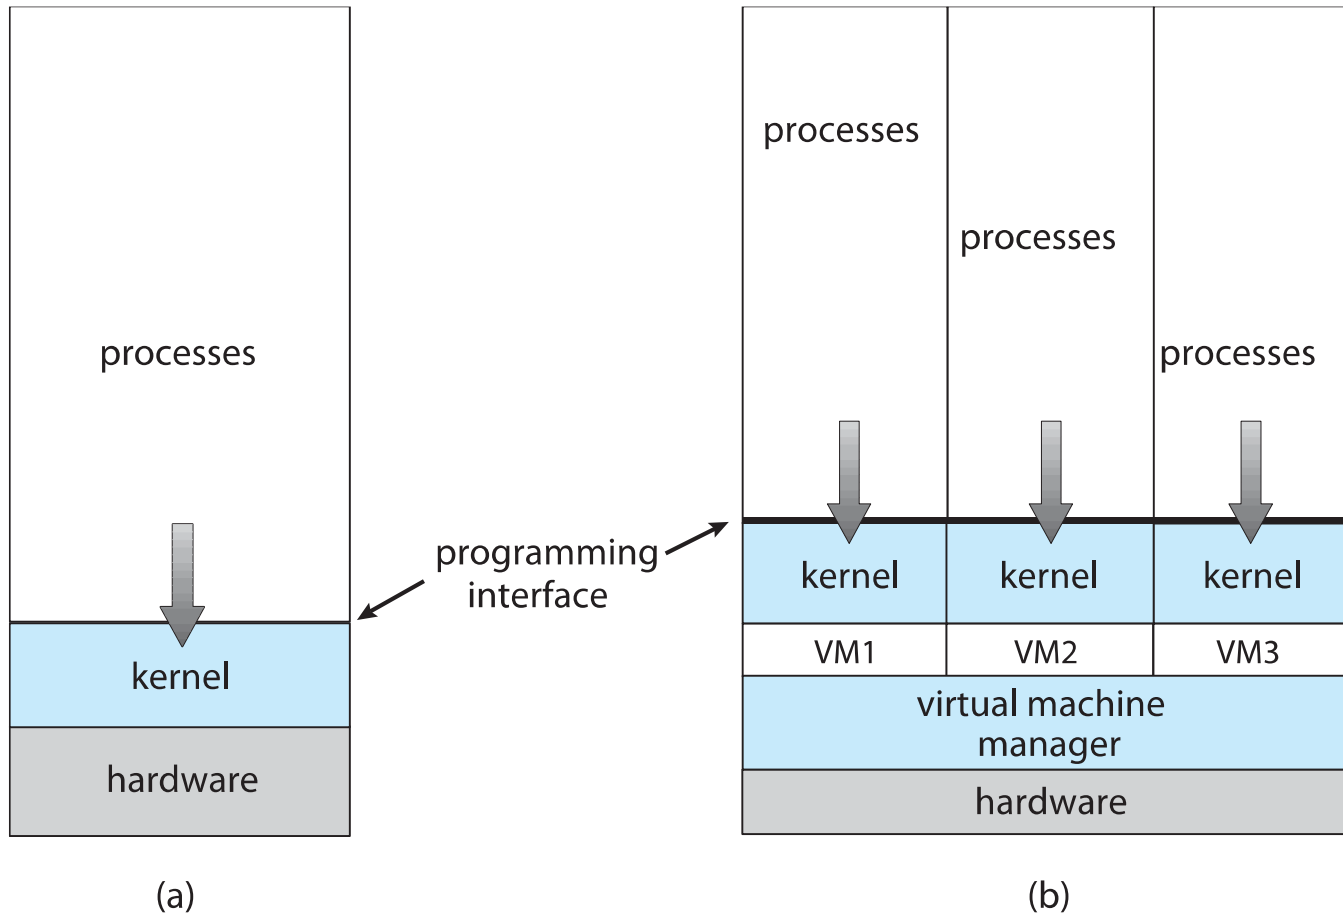 processes
kernel
hardware
(a)
programming
interface
processes
processes
processes
kernel
kernel
kernel
VM1
VM2
VM3
virtual machine
manager
hardware
(b)